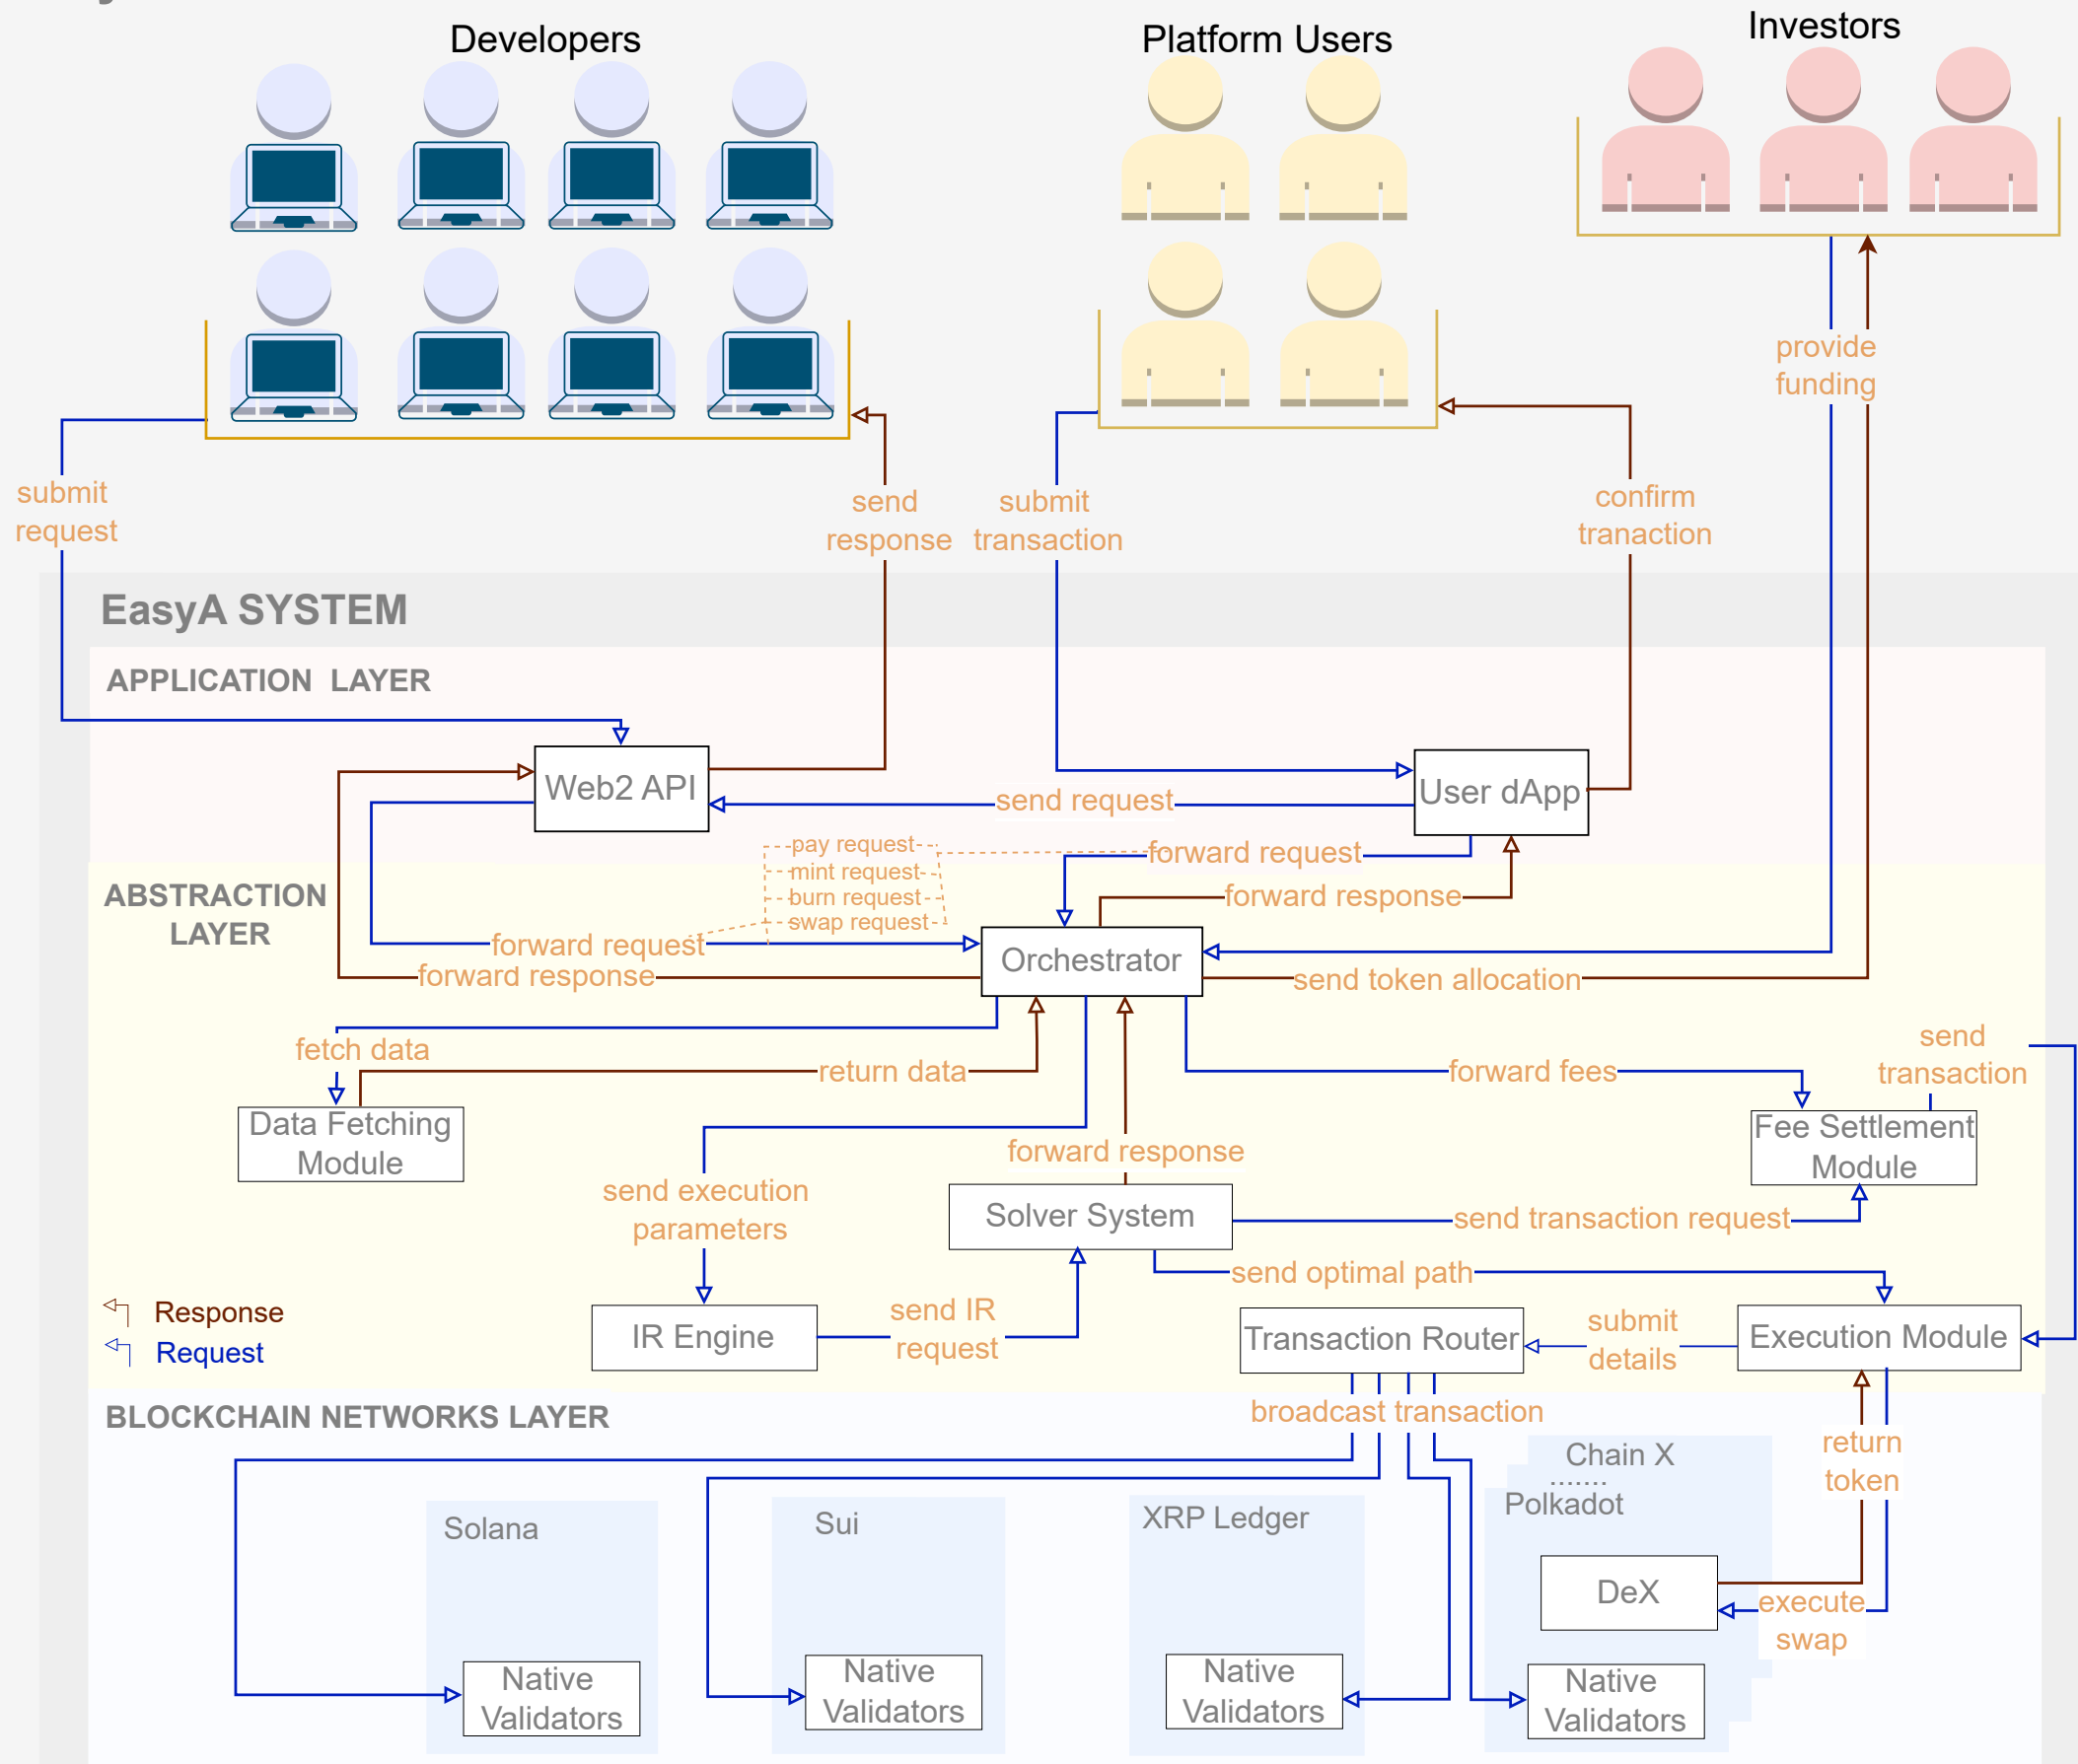 Developers
Platform Users
Investors
provide
funding
submit
request
send
response
submit
transaction
confirm
tranaction
EasyA SYSTEM
APPLICATION LAYER
Web2 API
User dApp
send request
pay request
mint request
burn request
swap request
forward request
forward response
ABSTRACTION
LAYER
forward request
forward response
Orchestrator
send token allocation
fetch data
return data
forward fees
send
transaction
Data Fetching
Module
Fee Settlement
Module
forward response
send execution
parameters
Solver System
send transaction request
send optimal path
Response
Request
IR Engine
send IR
request
Transaction Router
submit
details
Execution Module
BLOCKCHAIN NETWORKS LAYER
broadcast transaction
return
token
Chain X
.......
Polkadot
Solana
Sui
XRP Ledger
DeX
execute
swap
Native
Validators
Native
Validators
Native
Validators
Native
Validators